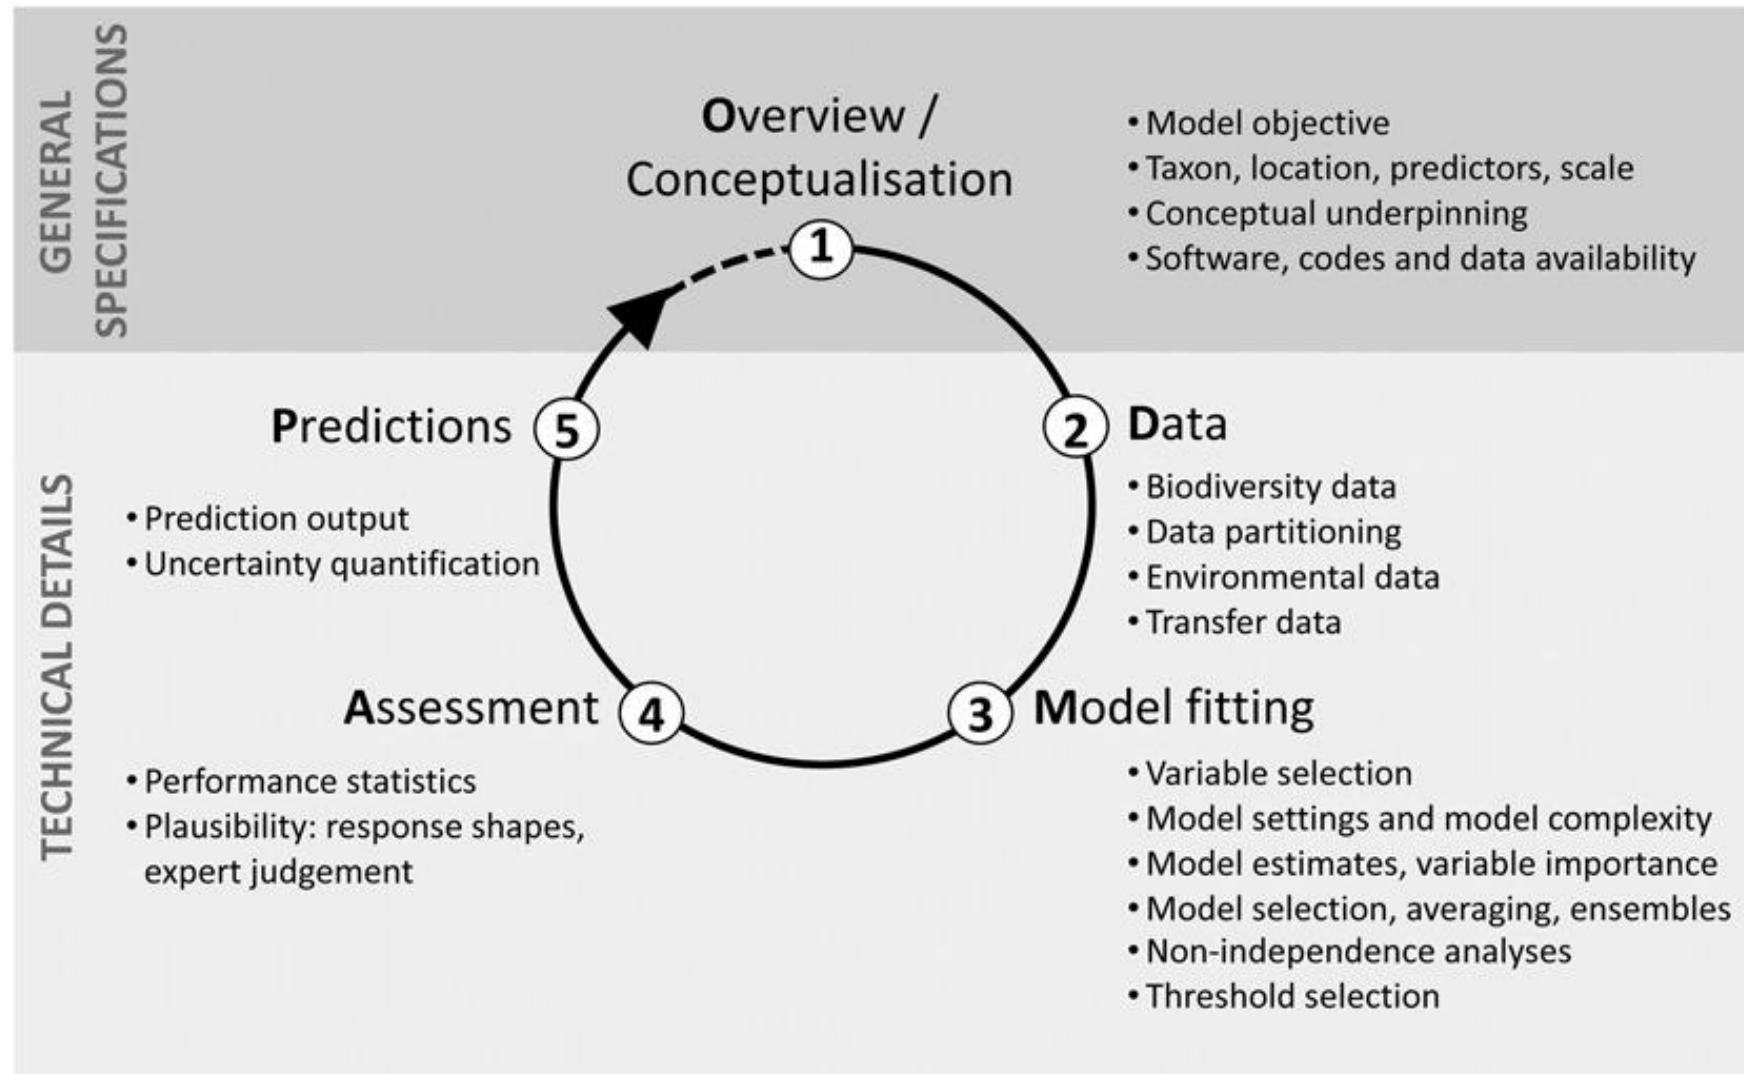 GENERAL
SPECIFICATIONS
Overview /
Conceptualisation
1
• Model objective
• Taxon, location, predictors, scale
• Conceptual underpinning
• Software, codes and data availability
TECHNICAL DETAILS
2
Data
• Biodiversity data
• Data partitioning
• Environmental data
• Transfer data
3
Model fitting
• Variable selection
• Model settings and model complexity
• Model estimates, variable importance
• Model selection, averaging, ensembles
• Non-independence analyses
• Threshold selection
Assessment
4
• Performance statistics
• Plausibility: response shapes,
expert judgement
Predictions
5
• Prediction output
• Uncertainty quantification